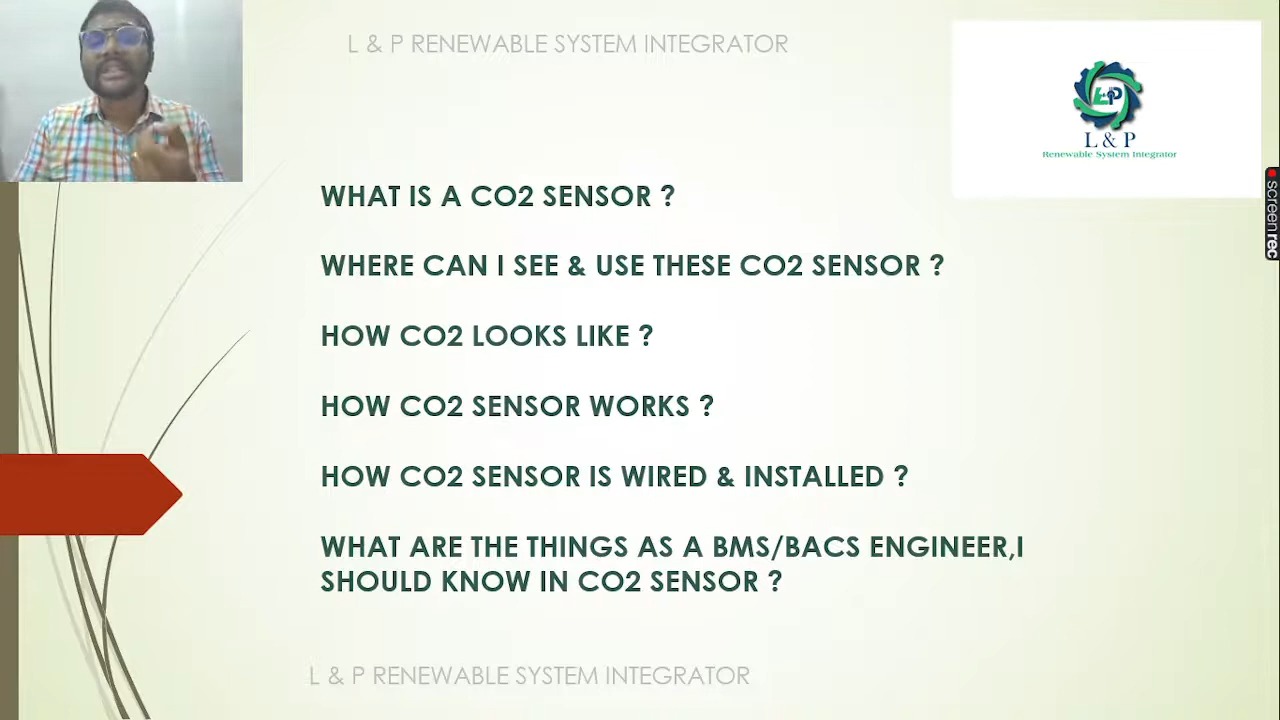 L & P RENEWABLE SYSTEM INTEGRATOR
L&P
L & P
Renewable System Integrator
WHAT IS A CO2 SENSOR ?
WHERE CAN I SEE & USE THESE CO2 SENSOR ?
HOW CO2 LOOKS LIKE ?
HOW CO2 SENSOR WORKS ?
HOW CO2 SENSOR IS WIRED & INSTALLED ?
WHAT ARE THE THINGS AS A BMS/BACS ENGINEER,I
SHOULD KNOW IN CO2 SENSOR ?
L & P RENEWABLE SYSTEM INTEGRATOR
screenrec